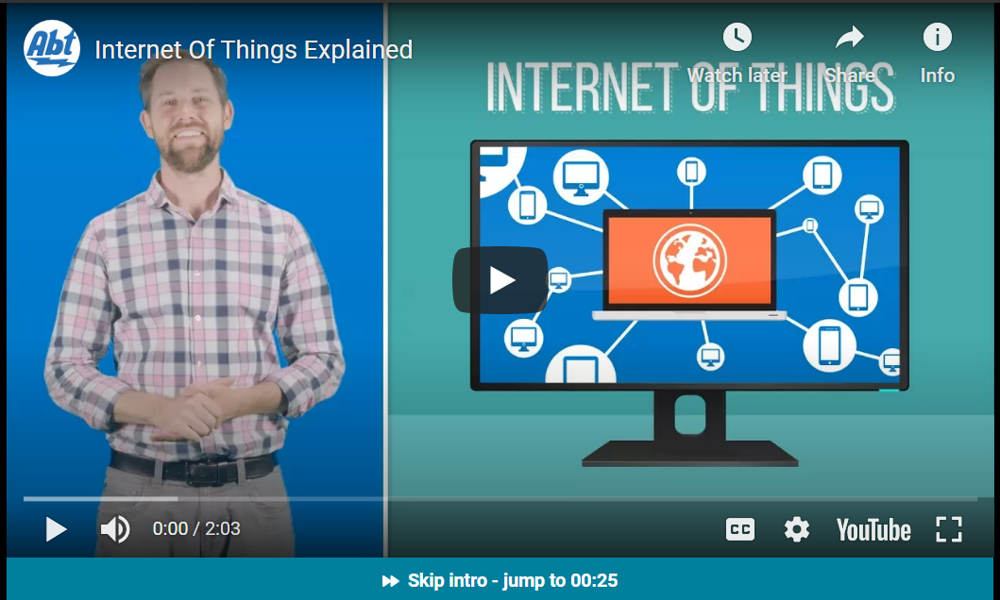 Abt
Internet Of Things Explained
Watch later
Share
Info
INTERNET OF THINGS
0:00 / 2:03
CC
YouTube
Skip intro - jump to 00:25